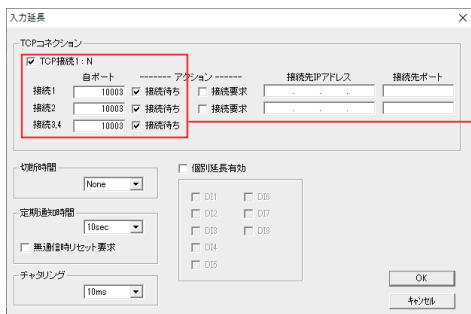 入力延長
TCPコネクション
TCP接続1:N
自ポート ------- アクション ------ 接続先IPアドレス 接続先ポート
接続1 10003 接続待ち 接続要求 . . .
接続2 10003 接続待ち 接続要求 . . .
接続3,4 10003 接続待ち
切断時間
None
個別延長有効
DI1 DI6
DI2 DI7
DI3 DI8
DI4
DI5
定期通知時間
10sec
無通信時リセット要求
チャタリング
10ms
OK
キャンセル